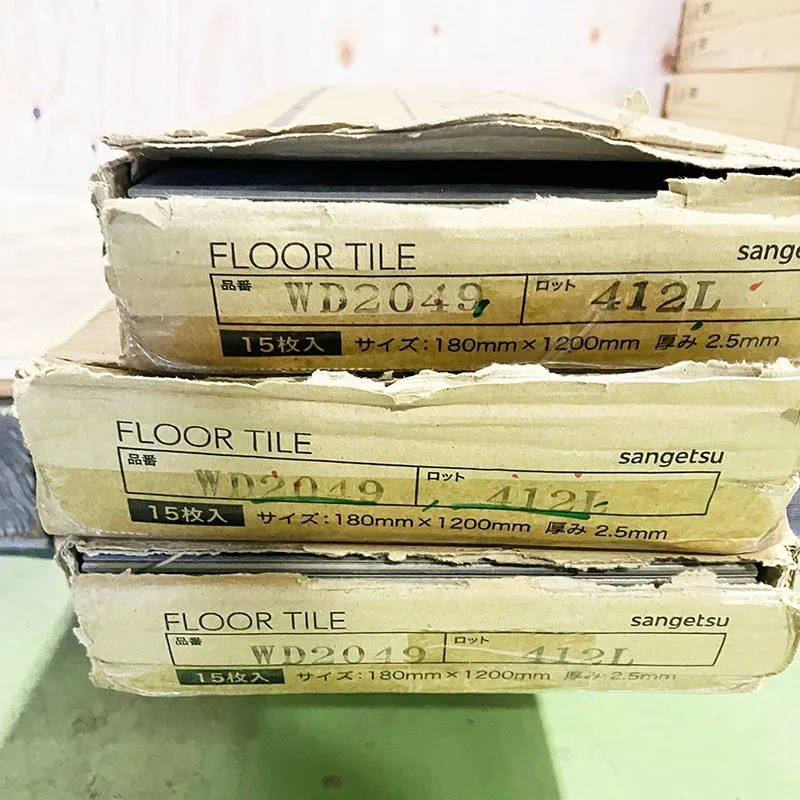 FLOOR TILE sange
品番 WD2049 ロット 412L
15枚入 サイズ:180mm×1200mm 厚み 2.5mm
FLOOR TILE sangetsu
品番 WD2049 ロット 412L
15枚入 サイズ:180mm×1200mm 厚み 2.5mm
FLOOR TILE sangetsu
品番 WD2049 ロット 412L
15枚入 サイズ:180mm×1200mm 厚み 2.5mm